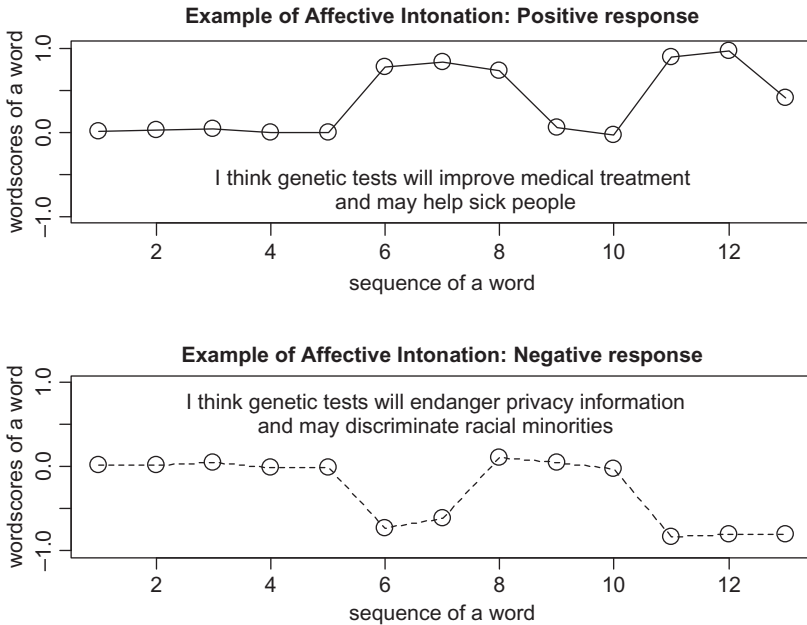 Example of Affective Intonation: Positive response
wordscores of a word
1.0
0.0
−1.0
I think genetic tests will improve medical treatment
and may help sick people
2 4 6 8 10 12
sequence of a word
Example of Affective Intonation: Negative response
wordscores of a word
1.0
0.0
−1.0
I think genetic tests will endanger privacy information
and may discriminate racial minorities
2 4 6 8 10 12
sequence of a word